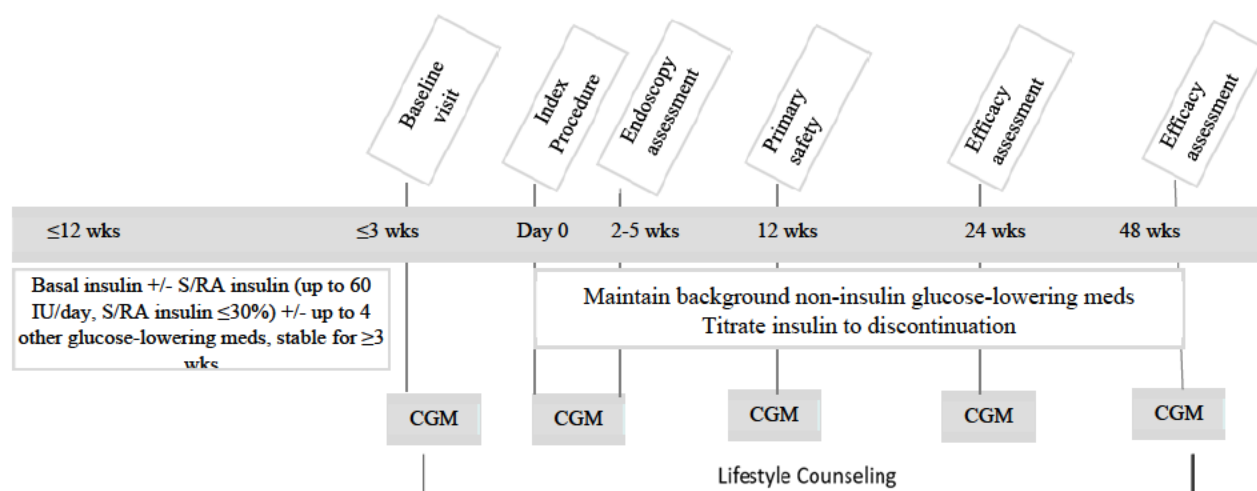 Baseline
visit
Index
Procedure
Endoscopy
assessment
Primary
safety
Efficacy
assessment
Efficacy
assessment
≤12 wks ≤3 wks Day 0 2-5 wks 12 wks 24 wks 48 wks
Basal insulin +/- S/RA insulin (up to 60
IU/day, S/RA insulin ≤30%) +/- up to 4
other glucose-lowering meds, stable for ≥3
wks
Maintain background non-insulin glucose-lowering meds
Titrate insulin to discontinuation
CGM CGM CGM CGM CGM
Lifestyle Counseling